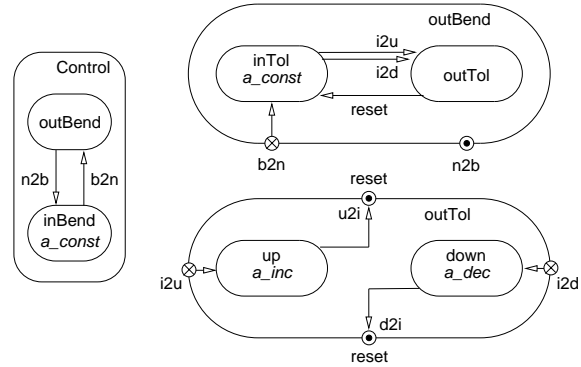 Control
outBend
n2b
b2n
inBend
a_const
outBend
inTol
a_const
i2u
i2d
outTol
reset
b2n
n2b
reset
u2i
outTol
up
a_inc
down
a_dec
i2u
i2d
d2i
reset